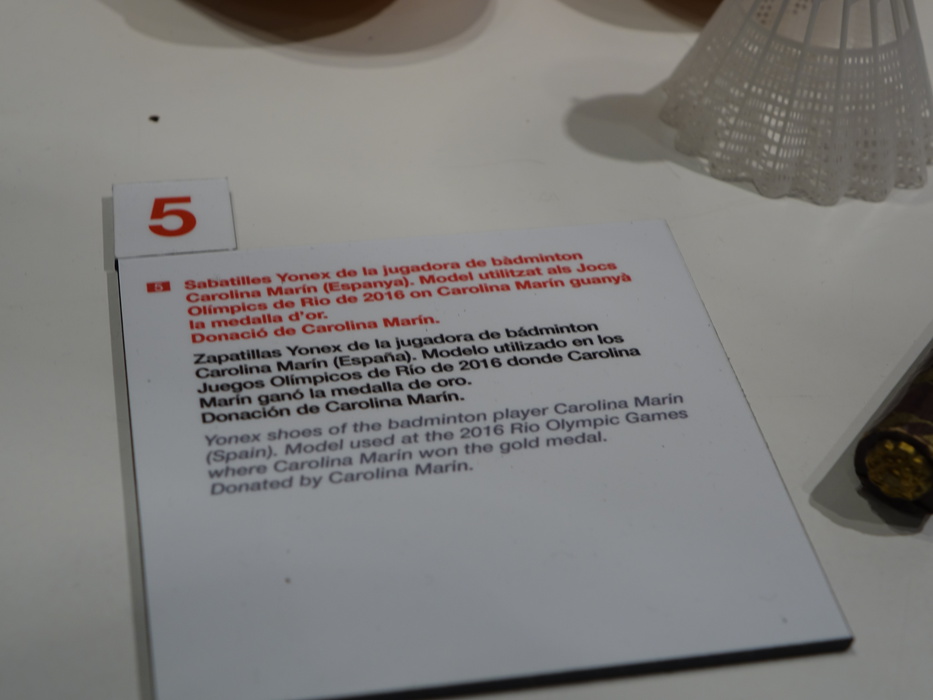 5
5 Sabatilles Yonex de la jugadora de bàdminton
Carolina Marín (Espanya). Model utilitzat als Jocs
Olímpics de Rio de 2016 on Carolina Marín guanyà
la medalla d'or.
Donació de Carolina Marín.
Zapatillas Yonex de la jugadora de bádminton
Carolina Marín (España). Modelo utilizado en los
Juegos Olímpicos de Río de 2016 donde Carolina
Marín ganó la medalla de oro.
Donación de Carolina Marín.
Yonex shoes of the badminton player Carolina Marín
(Spain). Model used at the 2016 Rio Olympic Games
where Carolina Marín won the gold medal.
Donated by Carolina Marín.